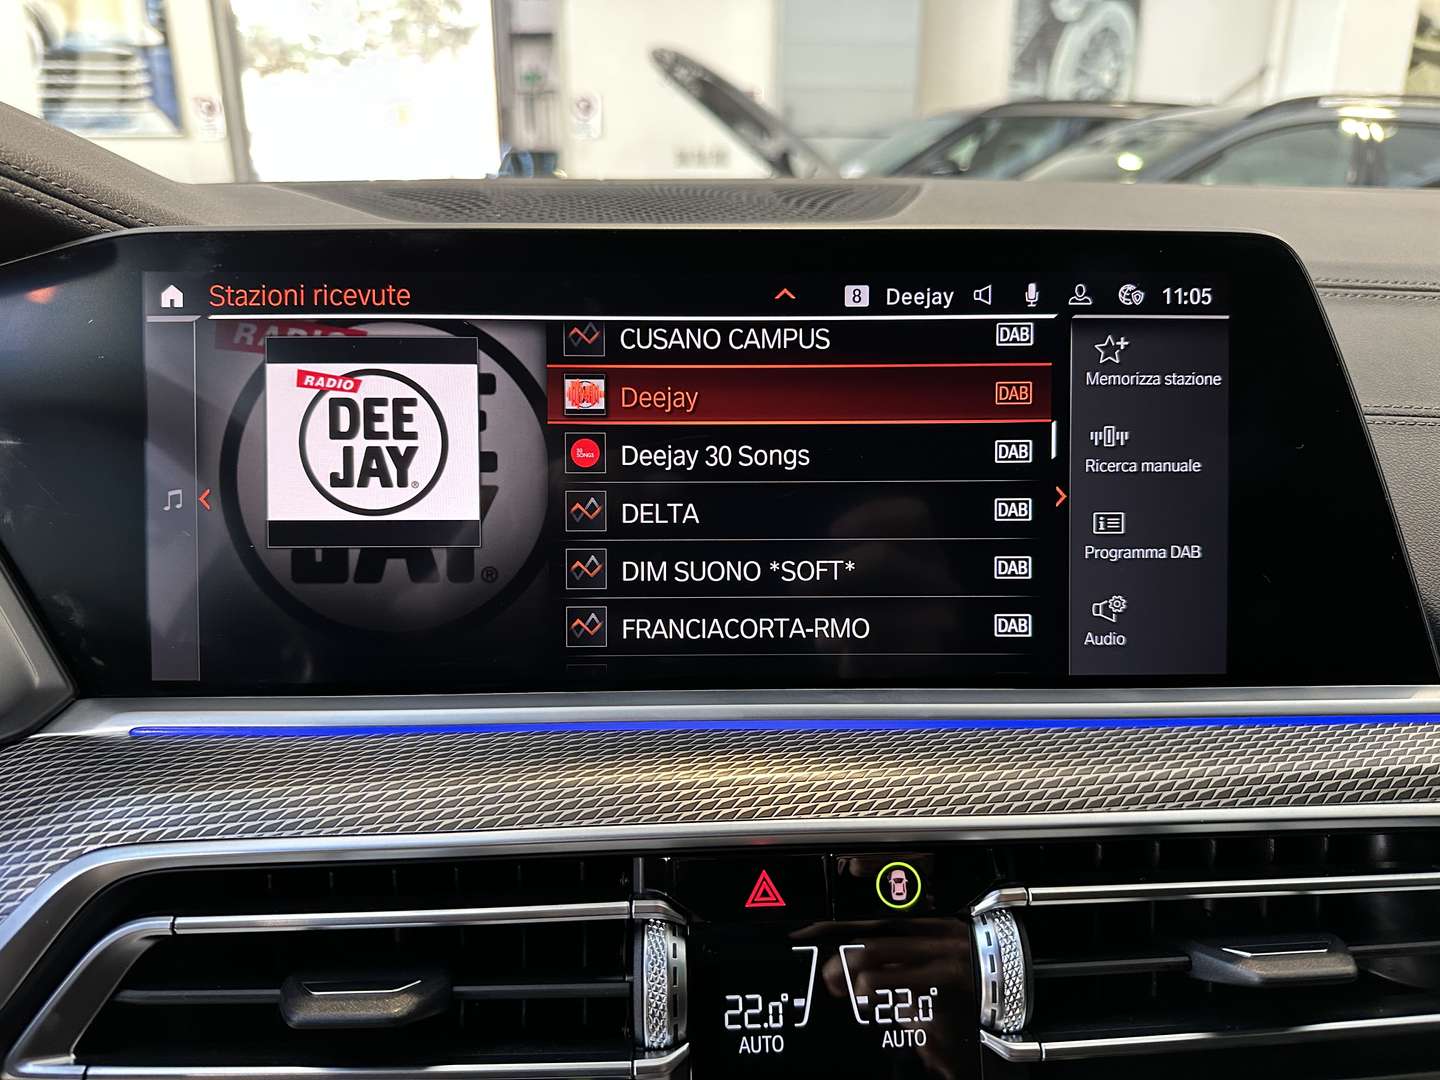 Stazioni ricevute
8 Deejay 11:05
RADIO
DEE
JAY®
CUSANO CAMPUS DAB
Deejay DAB
30 SONGS
Deejay 30 Songs DAB
DELTA DAB
DIM SUONO *SOFT* DAB
FRANCIACORTA-RMO DAB
Memorizza stazione
Ricerca manuale
Programma DAB
Audio
22.0° 22.0°
AUTO AUTO